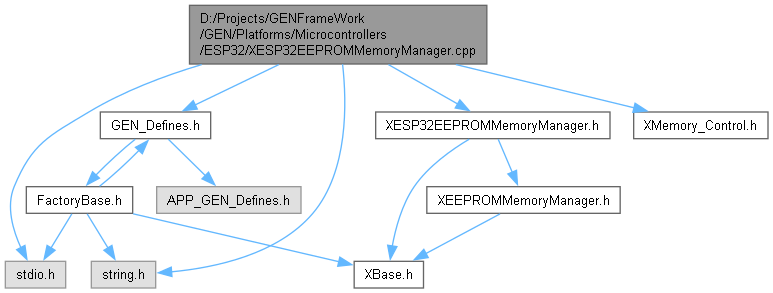 D:/Projects/GENFrameWork
/GEN/Platforms/Microcontrollers
/ESP32/XESP32EEPROMMemoryManager.cpp
GEN_Defines.h
XESP32EEPROMMemoryManager.h
XMemory_Control.h
FactoryBase.h
APP_GEN_Defines.h
XEEPROMMemoryManager.h
stdio.h
string.h
XBase.h